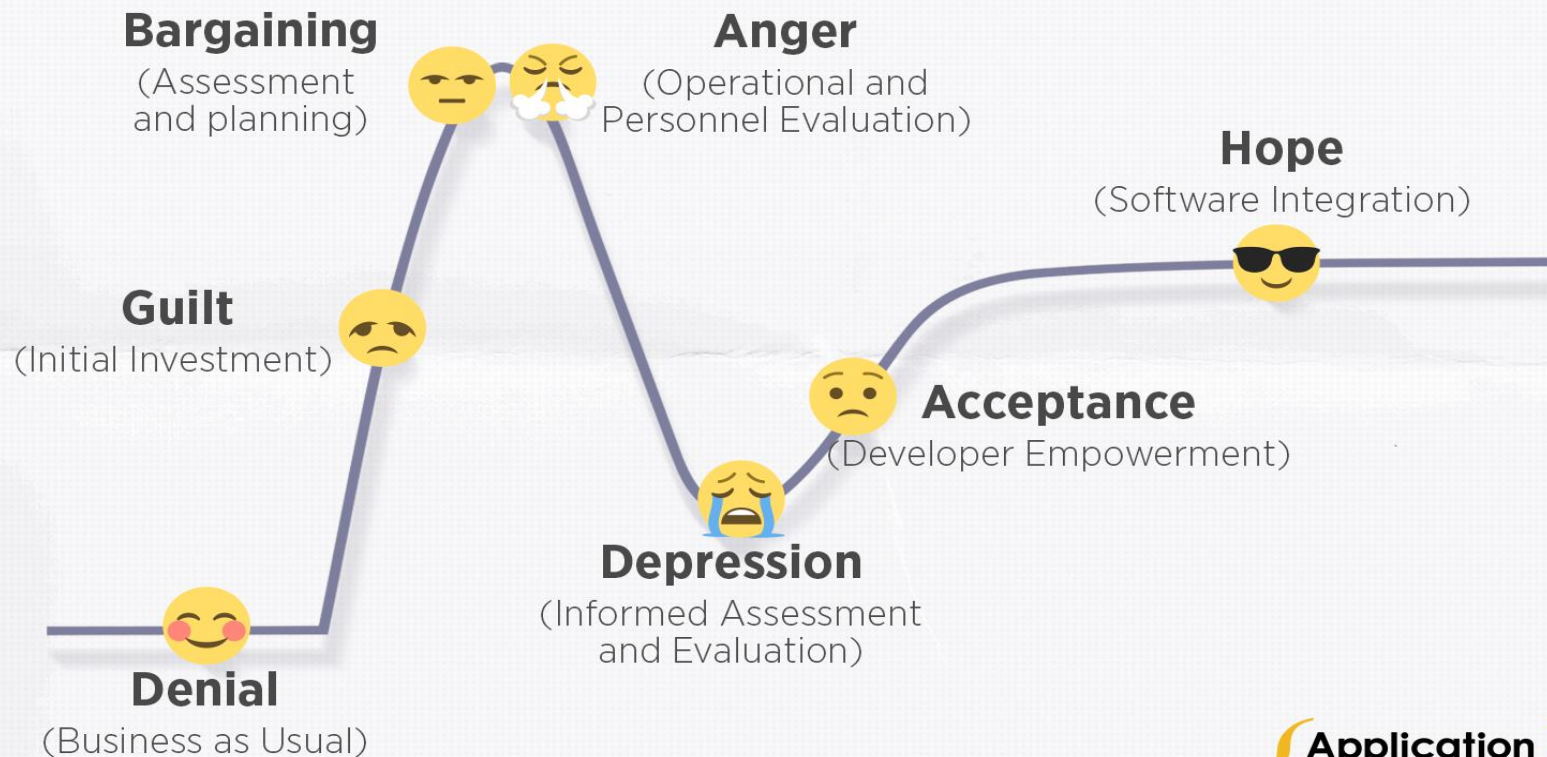 Bargaining
(Assessment
and planning)
Anger
(Operational and
Personnel Evaluation)
Hope
(Software Integration)
Guilt
(Initial Investment)
Acceptance
(Developer Empowerment)
Depression
(Informed Assessment
and Evaluation)
Denial
(Business as Usual)
Application